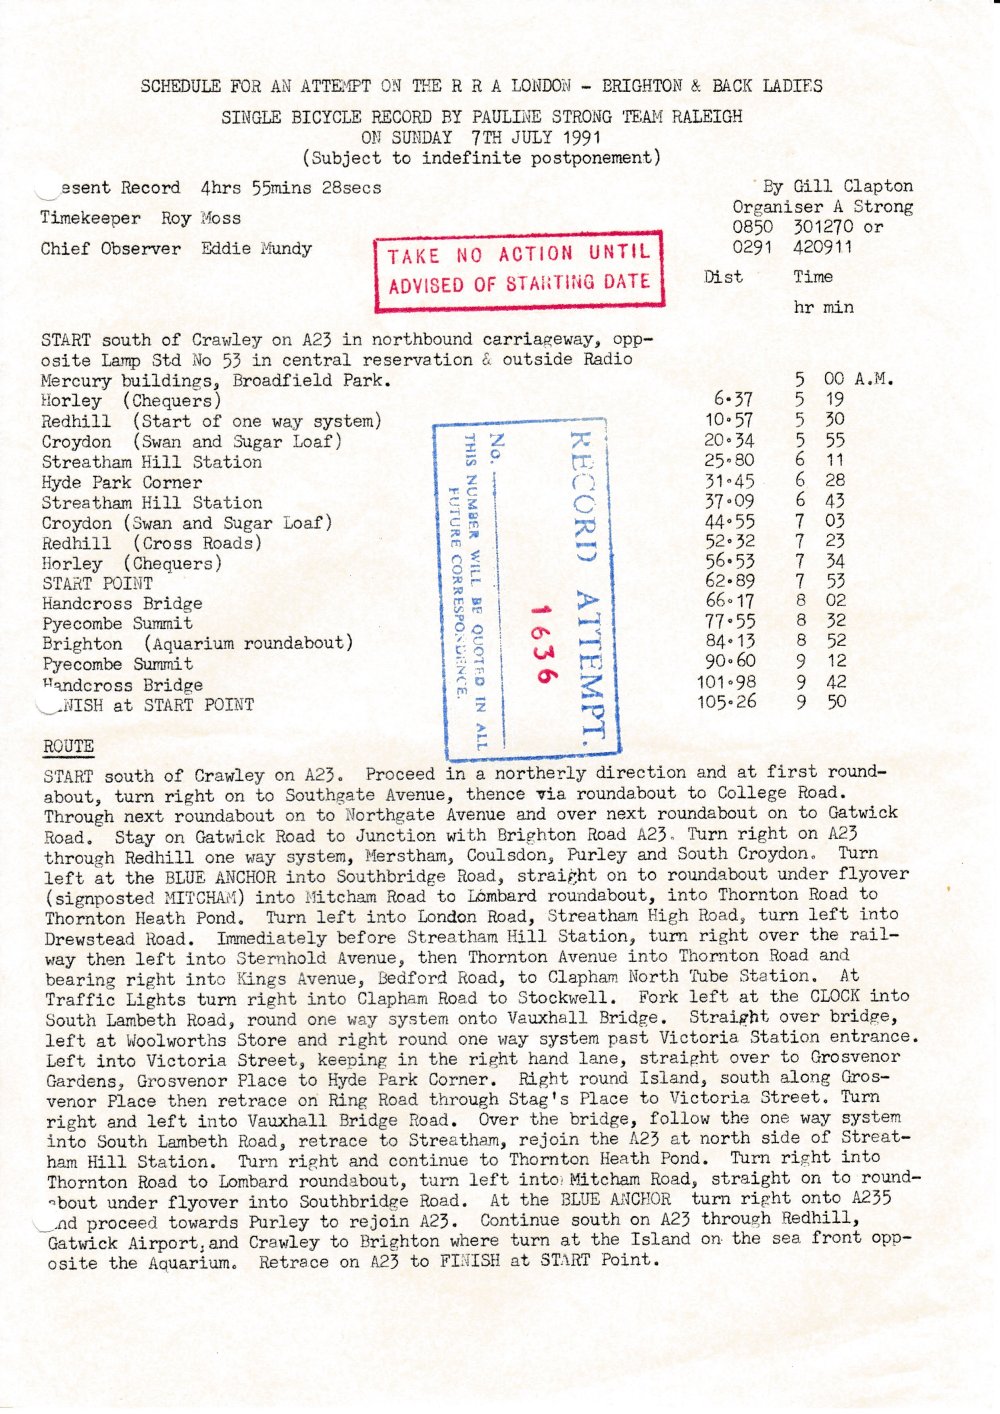 SCHEDULE FOR AN ATTEMPT ON THE R R A LONDON - BRIGHTON & BACK LADIES
SINGLE BICYCLE RECORD BY PAULINE STRONG TEAM RALEIGH
ON SUNDAY 7TH JULY 1991
(Subject to indefinite postponement)
esent Record 4hrs 55mins 28secs
By Gill Clapton
Organiser A Strong
Timekeeper Roy Moss
0850 301270 or
Chief Observer Eddie Mundy
0291 420911
TAKE NO ACTION UNTIL
ADVISED OF STARTING DATE
Dist Time
hr min
START south of Crawley on A23 in northbound carriageway, opp-
osite Lamp Std No 53 in central reservation & outside Radio
Mercury buildings, Broadfield Park. 5 00 A.M.
Horley (Chequers) 6.37 5 19
Redhill (Start of one way system) 10.57 5 30
Croydon (Swan and Sugar Loaf) 20.34 5 55
Streatham Hill Station 25.80 6 11
Hyde Park Corner 31.45 6 28
Streatham Hill Station 37.09 6 43
Croydon (Swan and Sugar Loaf) 44.55 7 03
Redhill (Cross Roads) 52.32 7 23
Horley (Chequers) 56.53 7 34
START POINT 62.89 7 53
Handcross Bridge 66.17 8 02
Pyecombe Summit 77.55 8 32
Brighton (Aquarium roundabout) 84.13 8 52
Pyecombe Summit 90.60 9 12
Handcross Bridge 101.98 9 42
NISH at START POINT 105.26 9 50
RECORD ATTEMPT.
1636
No.
THIS NUMBER WILL BE QUOTED IN ALL
FUTURE CORRESPONDENCE.
ROUTE
START south of Crawley on A23. Proceed in a northerly direction and at first round-
about, turn right on to Southgate Avenue, thence via roundabout to College Road.
Through next roundabout on to Northgate Avenue and over next roundabout on to Gatwick
Road. Stay on Gatwick Road to Junction with Brighton Road A23. Turn right on A23
through Redhill one way system, Merstham, Coulsdon, Purley and South Croydon. Turn
left at the BLUE ANCHOR into Southbridge Road, straight on to roundabout under flyover
(signposted MITCHAM) into Mitcham Road to Lombard roundabout, into Thornton Road to
Thornton Heath Pond. Turn left into London Road, Streatham High Road, turn left into
Drewstead Road. Immediately before Streatham Hill Station, turn right over the rail-
way then left into Sternhold Avenue, then Thornton Avenue into Thornton Road and
bearing right into Kings Avenue, Bedford Road, to Clapham North Tube Station. At
Traffic Lights turn right into Clapham Road to Stockwell. Fork left at the CLOCK into
South Lambeth Road, round one way system onto Vauxhall Bridge. Straight over bridge,
left at Woolworths Store and right round one way system past Victoria Station entrance.
Left into Victoria Street, keeping in the right hand lane, straight over to Grosvenor
Gardens, Grosvenor Place to Hyde Park Corner. Right round Island, south along Gros-
venor Place then retrace on Ring Road through Stag's Place to Victoria Street. Turn
right and left into Vauxhall Bridge Road. Over the bridge, follow the one way system
into South Lambeth Road, retrace to Streatham, rejoin the A23 at north side of Streat-
ham Hill Station. Turn right and continue to Thornton Heath Pond. Turn right into
Thornton Road to Lombard roundabout, turn left into Mitcham Road, straight on to round-
about under flyover into Southbridge Road. At the BLUE ANCHOR turn right onto A235
nd proceed towards Purley to rejoin A23. Continue south on A23 through Redhill,
Gatwick Airport, and Crawley to Brighton where turn at the Island on the sea front opp-
osite the Aquarium. Retrace on A23 to FINISH at START Point.